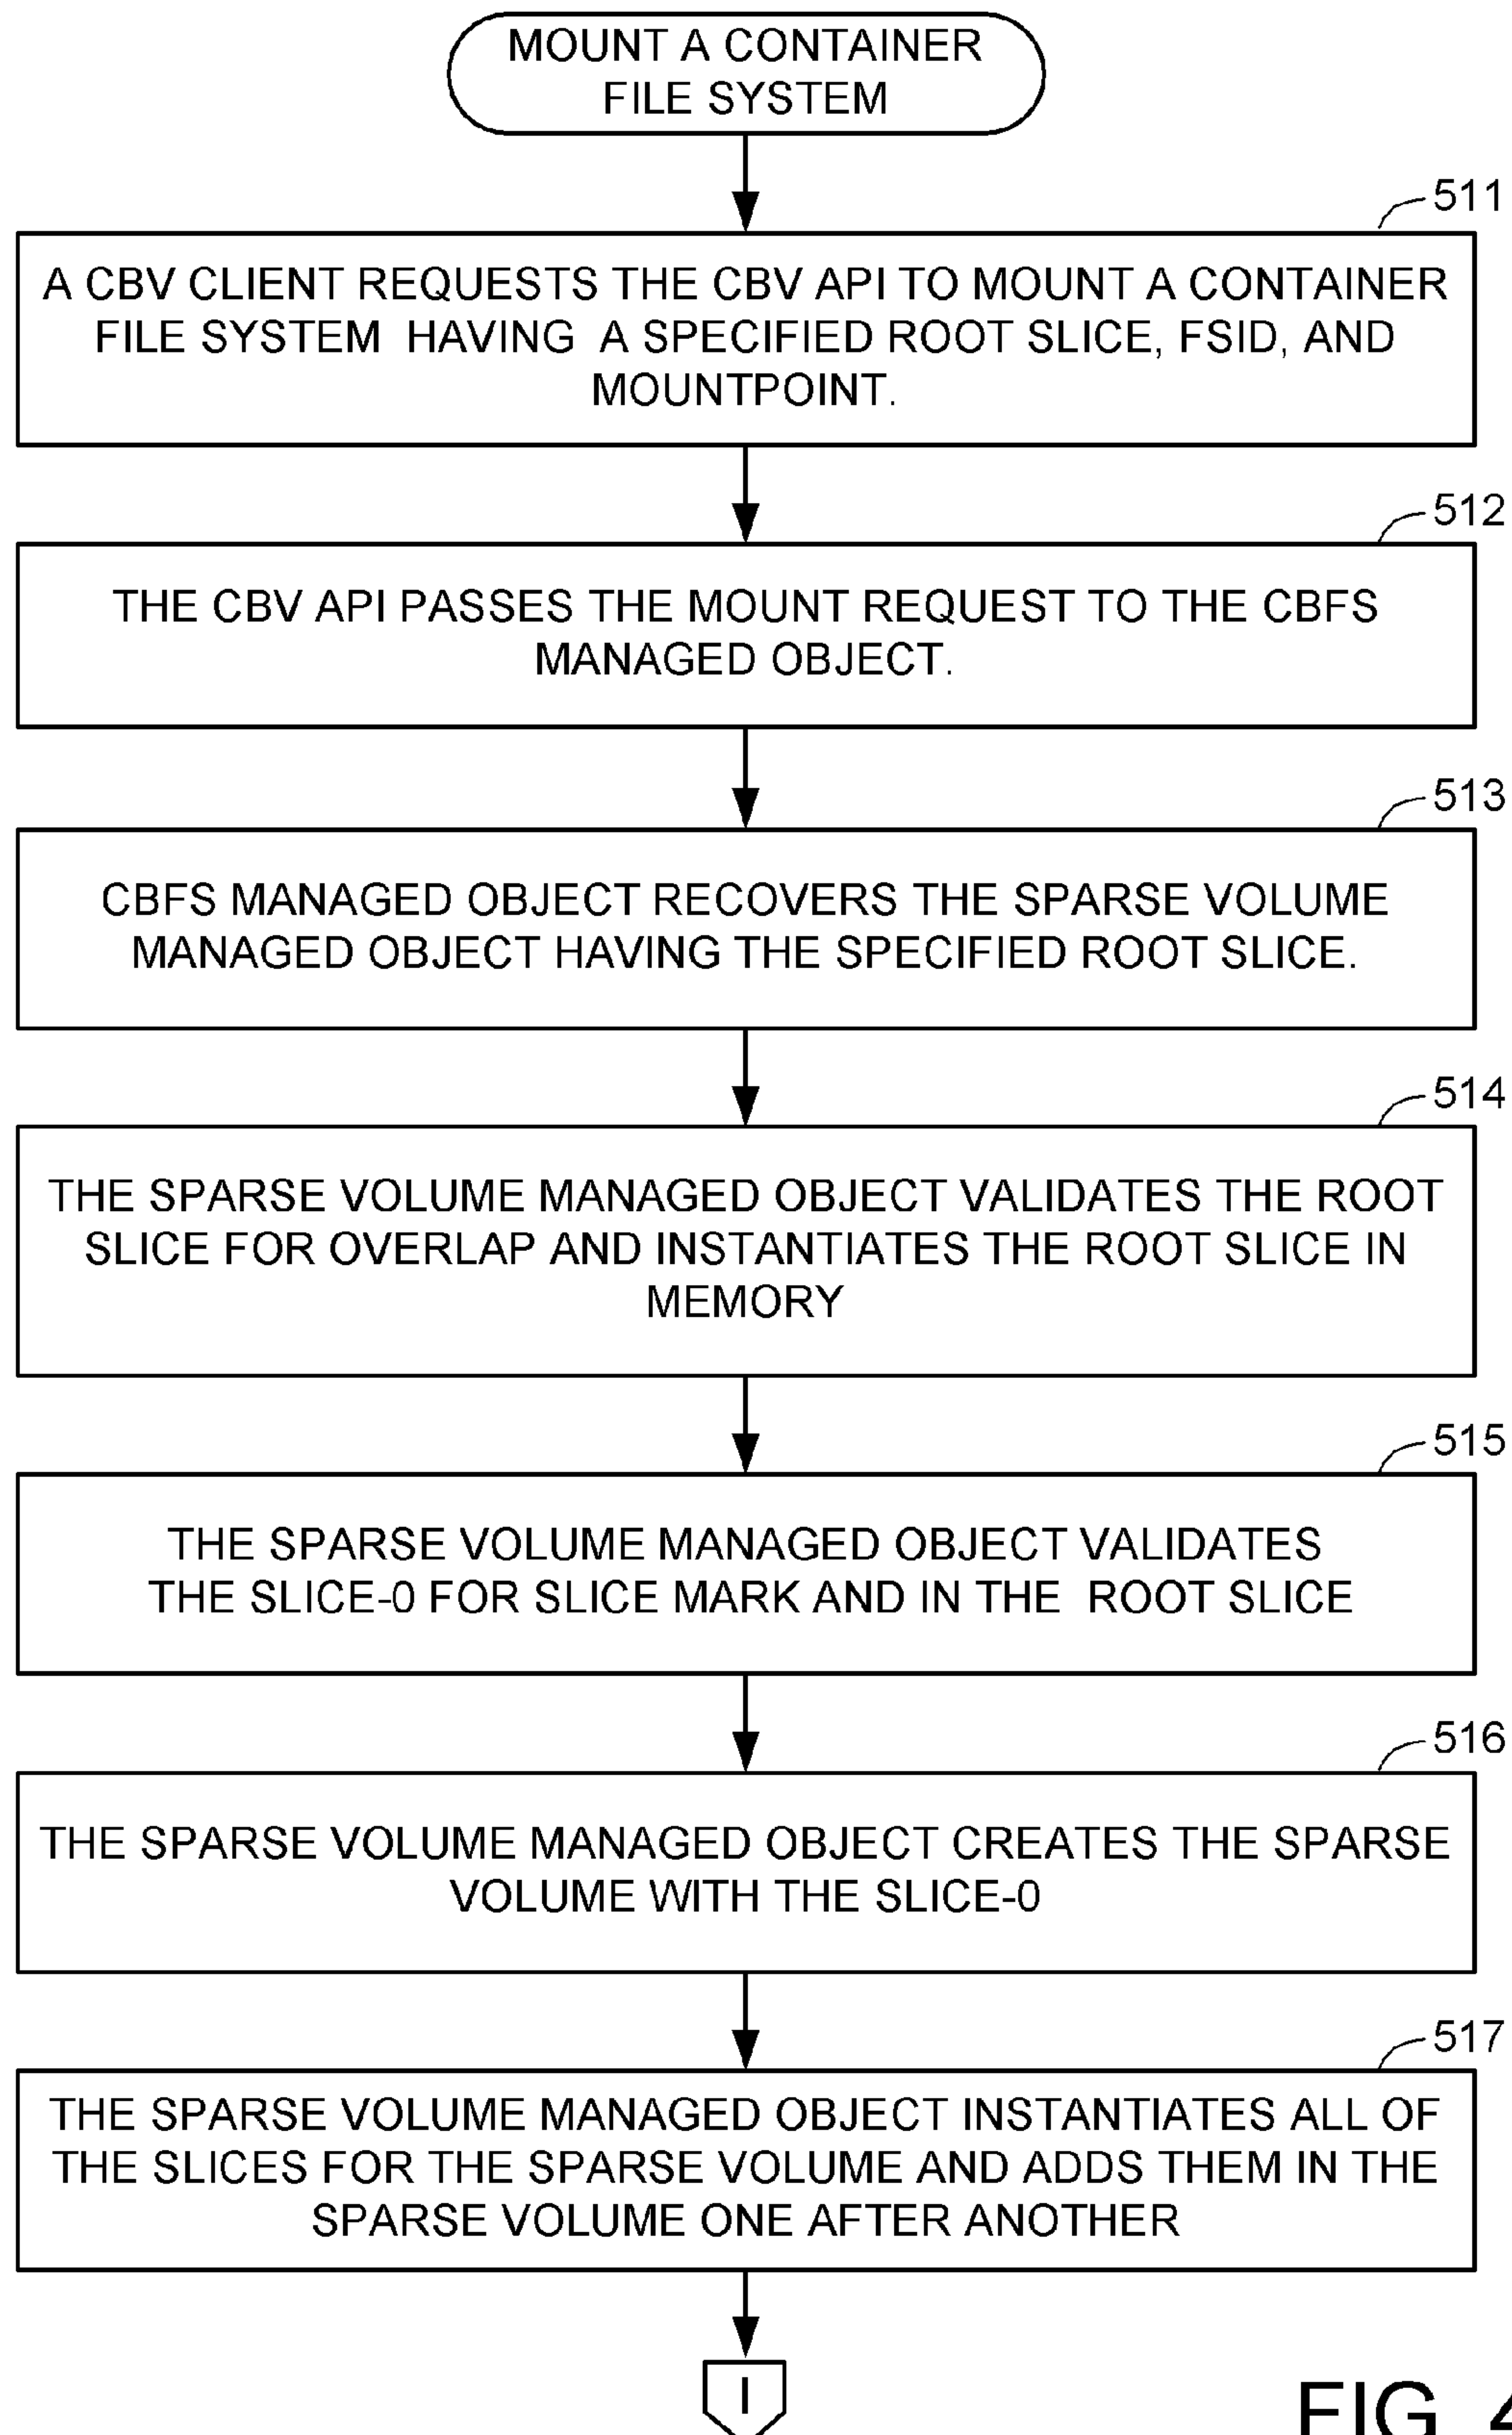 MOUNT A CONTAINER
FILE SYSTEM
511
A CBV CLIENT REQUESTS THE CBV API TO MOUNT A CONTAINER
FILE SYSTEM HAVING A SPECIFIED ROOT SLICE, FSID, AND
MOUNTPOINT.
512
THE CBV API PASSES THE MOUNT REQUEST TO THE CBFS
MANAGED OBJECT.
513
CBFS MANAGED OBJECT RECOVERS THE SPARSE VOLUME
MANAGED OBJECT HAVING THE SPECIFIED ROOT SLICE.
514
THE SPARSE VOLUME MANAGED OBJECT VALIDATES THE ROOT
SLICE FOR OVERLAP AND INSTANTIATES THE ROOT SLICE IN
MEMORY
515
THE SPARSE VOLUME MANAGED OBJECT VALIDATES
THE SLICE-0 FOR SLICE MARK AND IN THE ROOT SLICE
516
THE SPARSE VOLUME MANAGED OBJECT CREATES THE SPARSE
VOLUME WITH THE SLICE-0
517
THE SPARSE VOLUME MANAGED OBJECT INSTANTIATES ALL OF
THE SLICES FOR THE SPARSE VOLUME AND ADDS THEM IN THE
SPARSE VOLUME ONE AFTER ANOTHER
I
FIG.